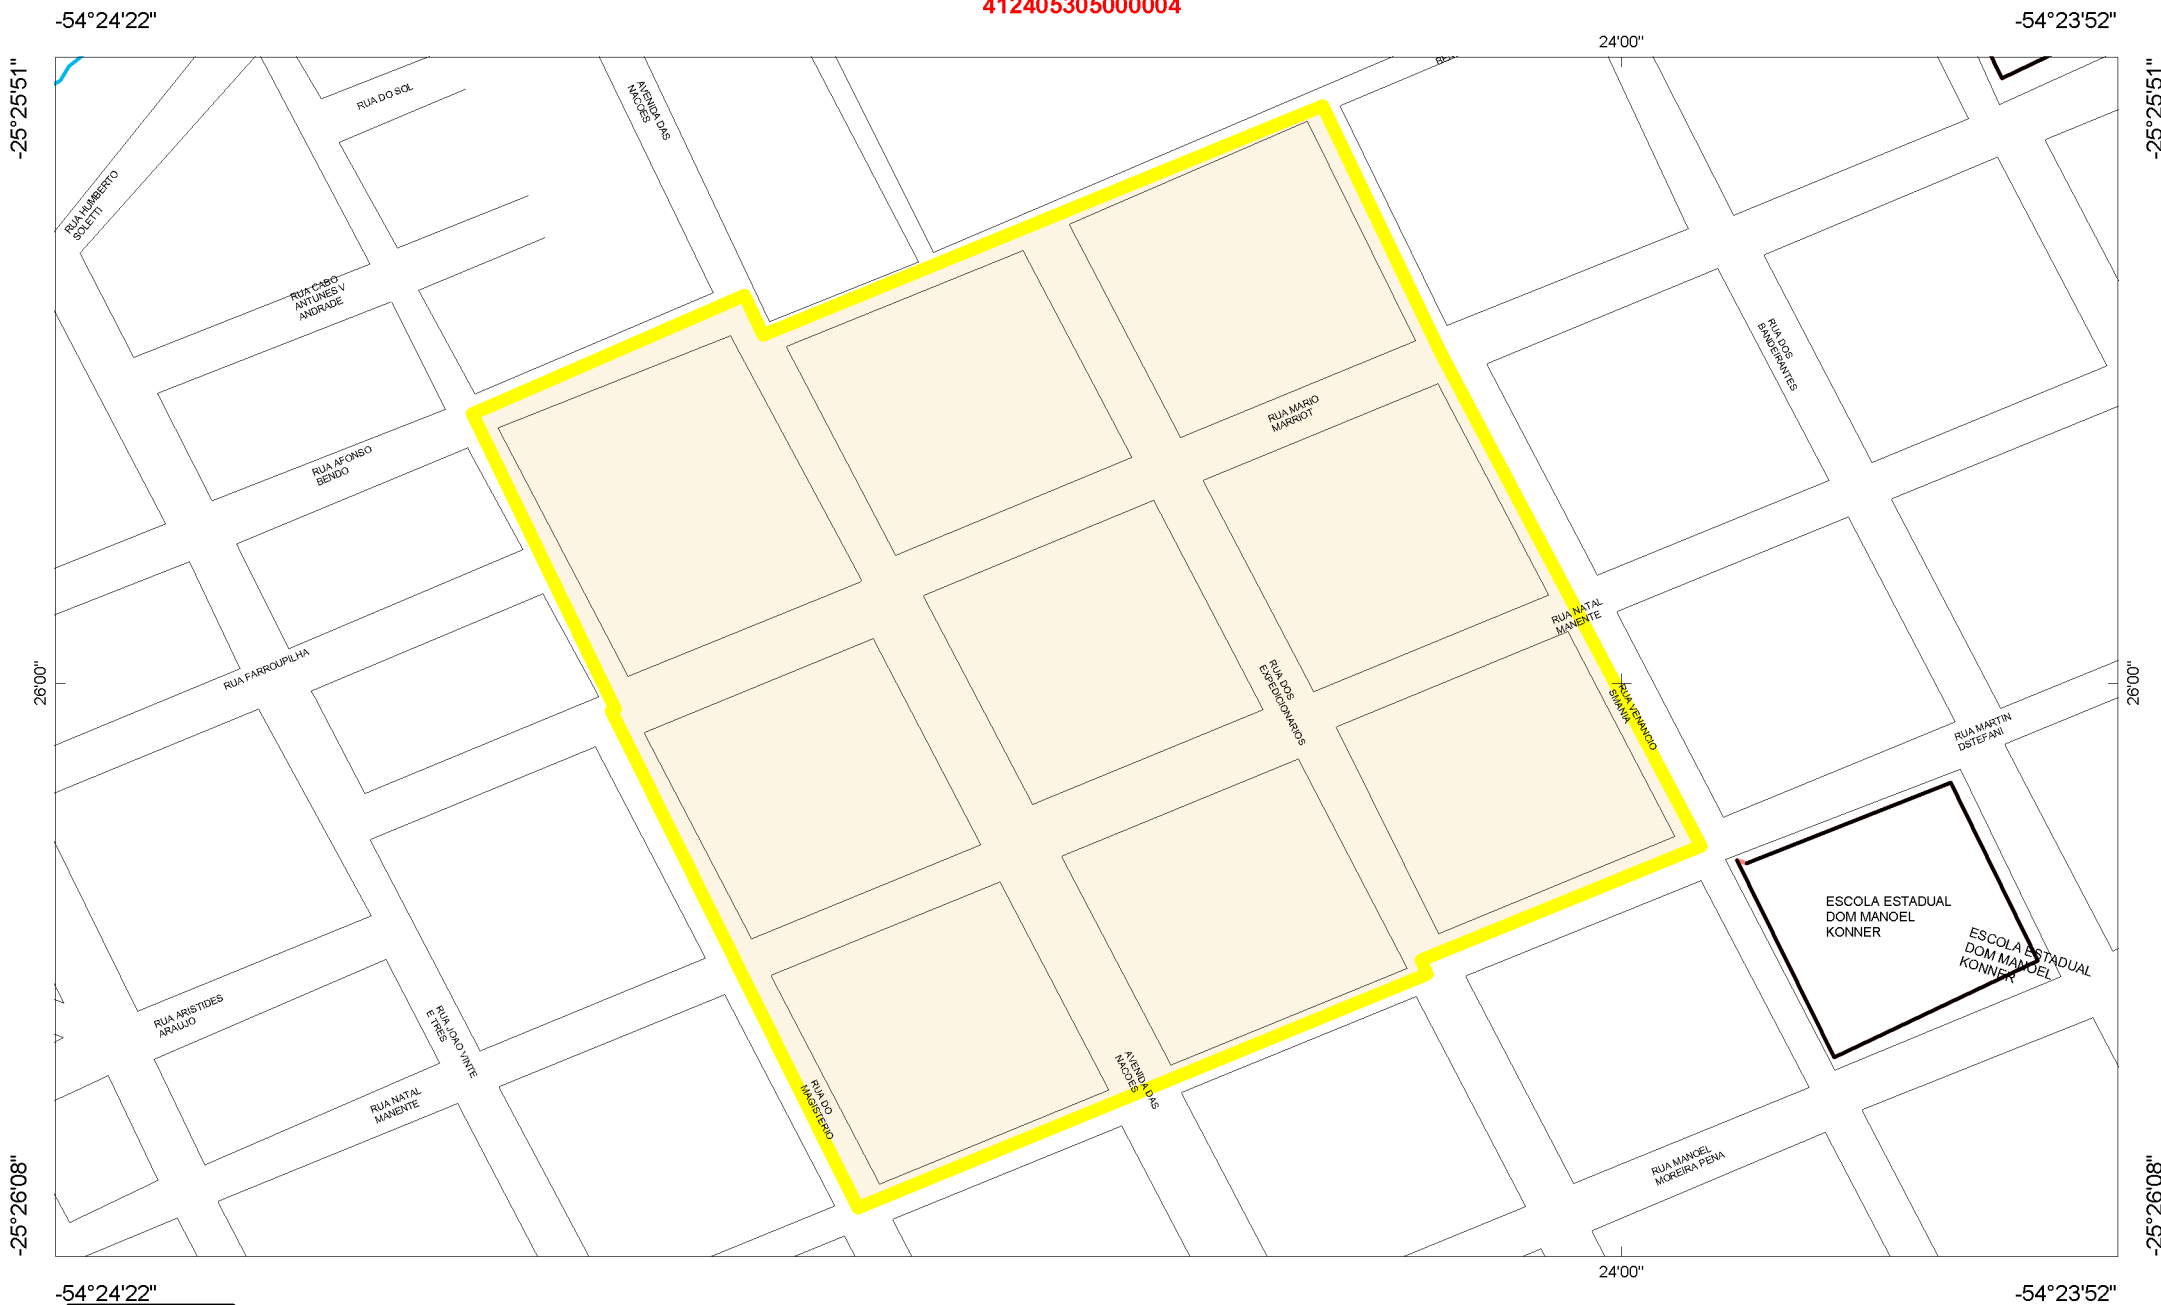 412405305000004
-54°24'22"
-54°23'52"
24'00"
-25°25'51"
-25°25'51"
RUA DO SOL
AVENIDA DAS
NACOES
RUA HUMBERTO
SOLETTI
RUA CABO
ANTUNES V
ANDRADE
RUA DOS
BANDEIRANTES
RUA MARIO
MARRIOT
RUA AFONSO
BENDO
RUA NATAL
MANENTE
RUA FARROUPILHA
26'00"
26'00"
RUA DOS
EXPEDICIONARIOS
RUA VENANCIO
SMANIA
RUA MARTIN
DSTEFANI
ESCOLA ESTADUAL
DOM MANOEL
KONNER
ESCOLA ESTADUAL
DOM MANOEL
KONNER
RUA ARISTIDES
ARAUJO
RUA JOAO VINTE
E TRES
RUA NATAL
MANENTE
RUA DO
MAGISTERIO
AVENIDA DAS
NACOES
RUA MANOEL
MOREIRA PENA
-25°26'08"
-25°26'08"
24'00"
-54°24'22"
-54°23'52"